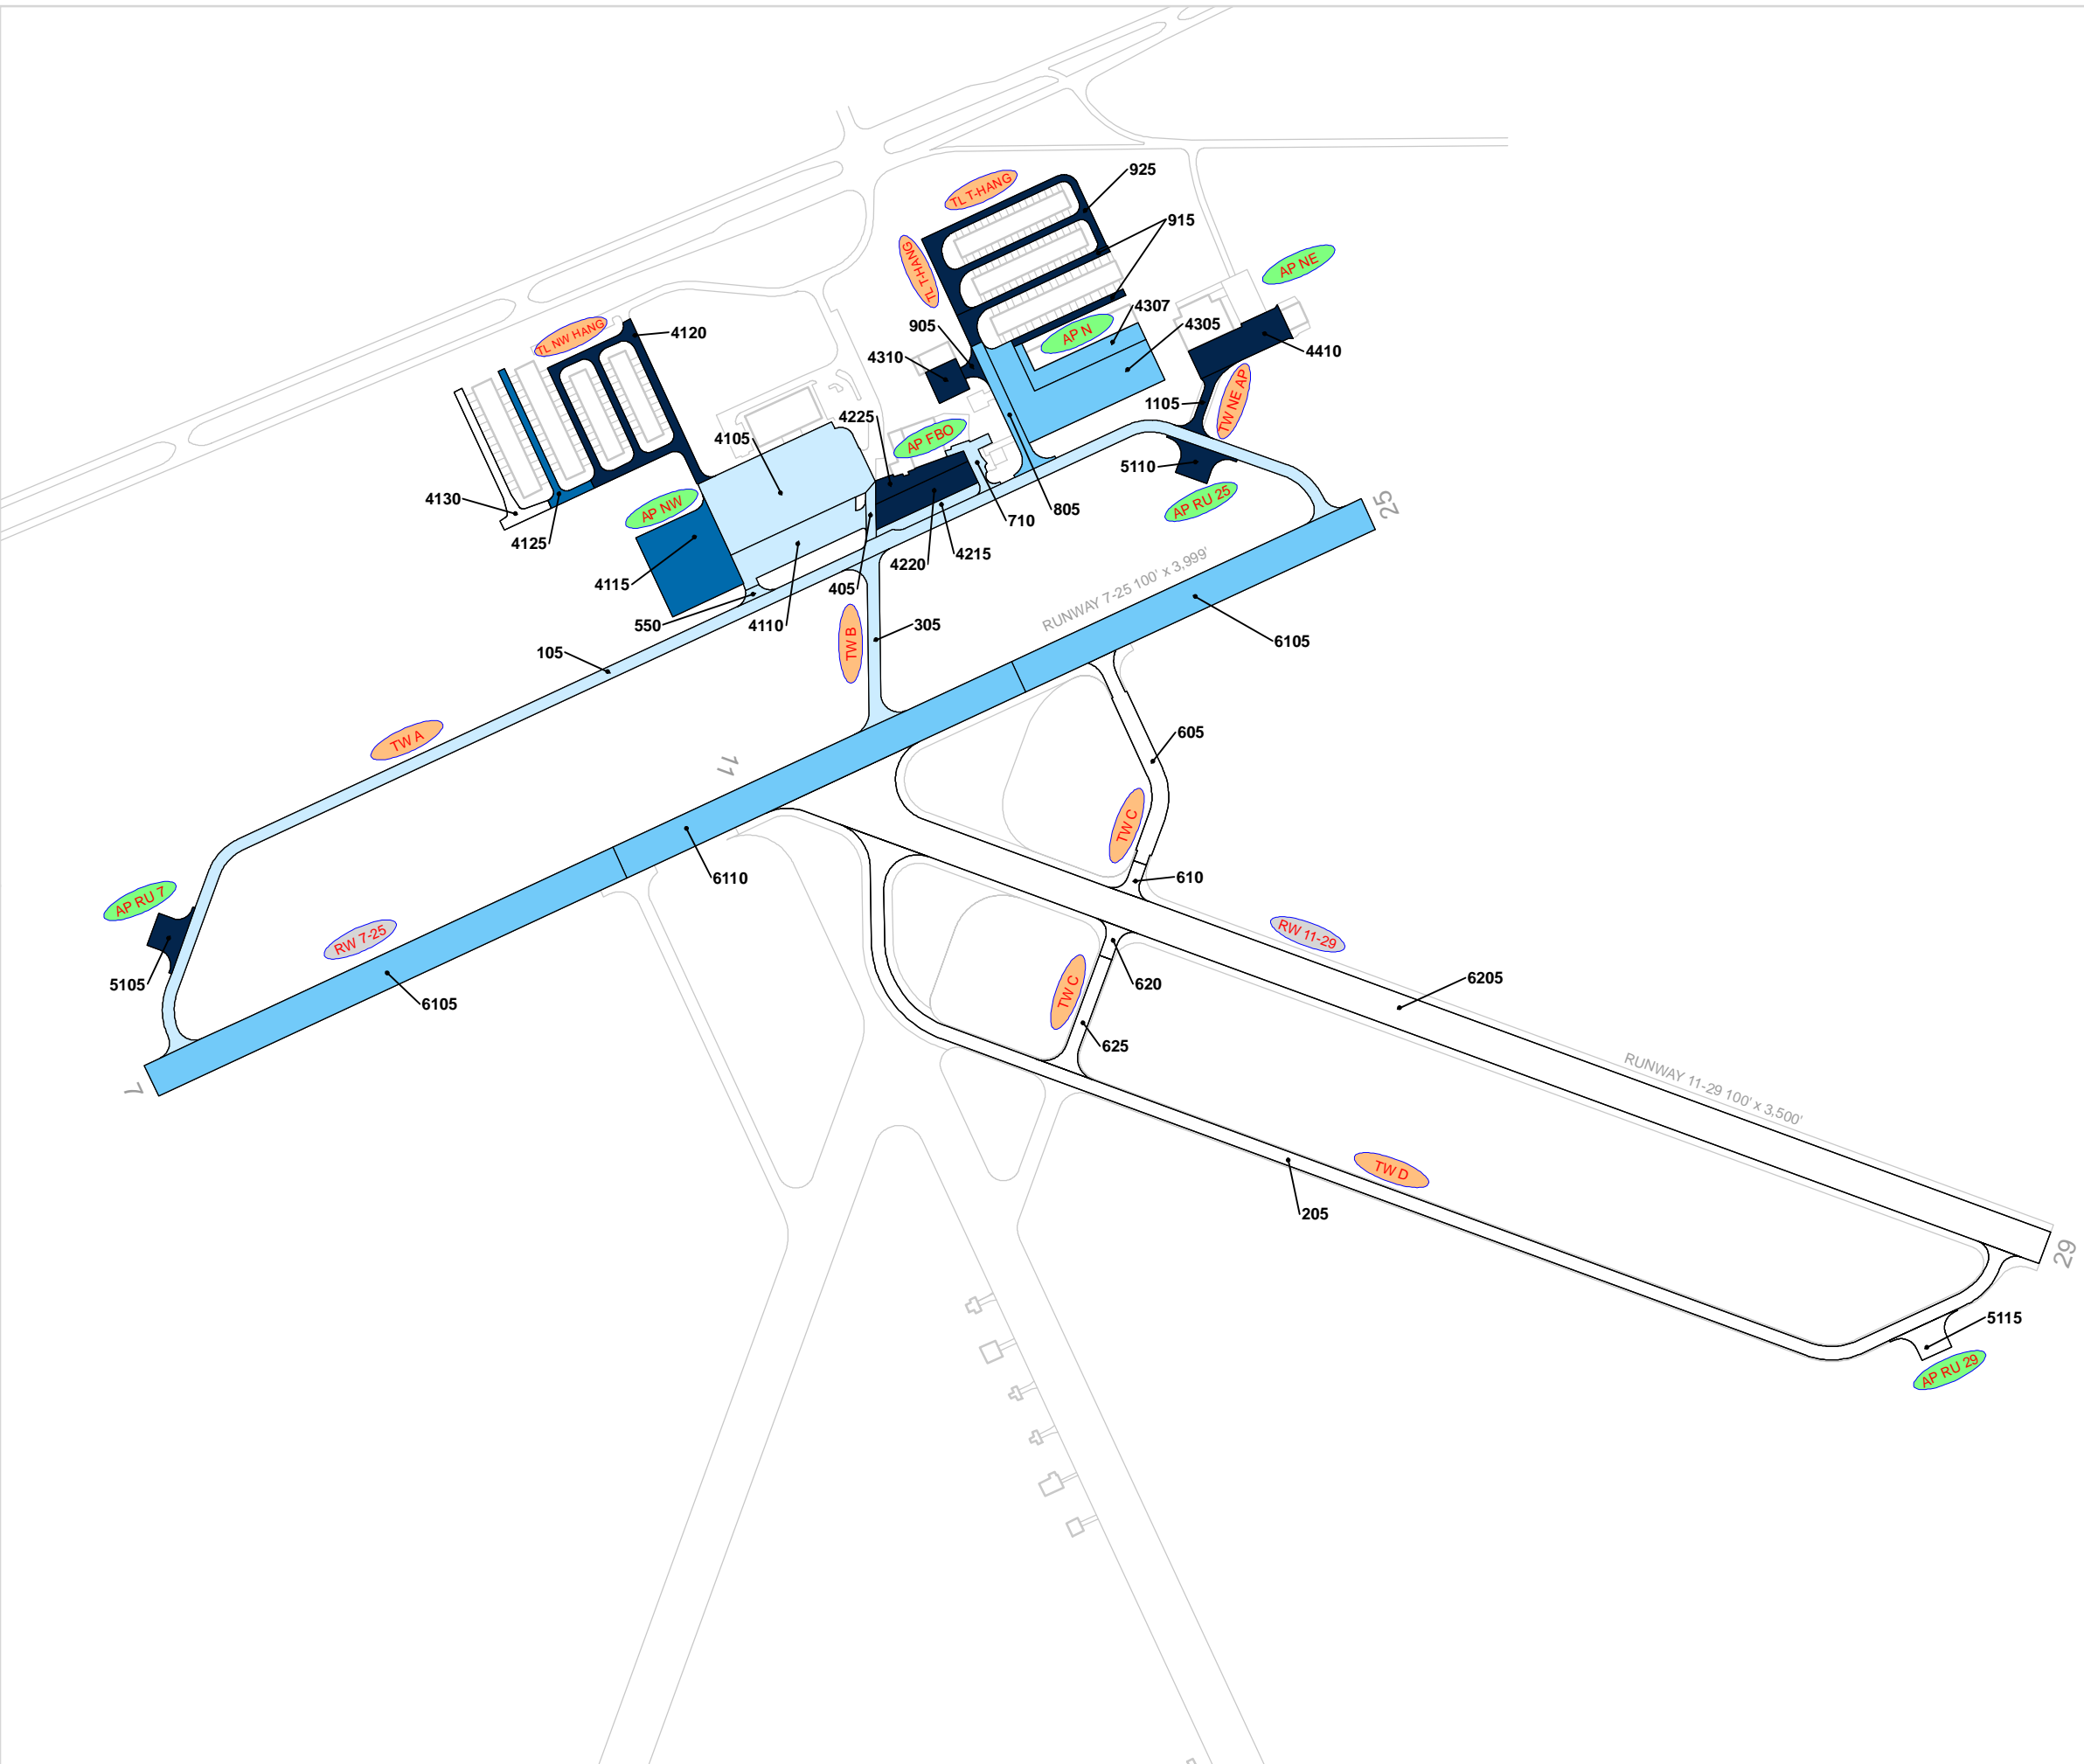 925
TL T-HANG
915
AP NE
TL T-HANG
4307
905
AP N
4305
TL NW HANG
4120
4310
4410
TW NE AP
1105
4225
4105
AP FBO
5110
4130
AP NW
AP RU 25
25
805
710
4125
4215
4220
RUNWAY 7-25 100' x 3,999'
4115
405
550
4110
305
TW B
6105
105
605
TW A
11
TW C
610
6110
AP RU 7
RW 7-25
RW 11-29
6205
5105
620
TW C
6105
625
7
RUNWAY 11-29 100' x 3,500'
TW D
205
29
5115
AP RU 29